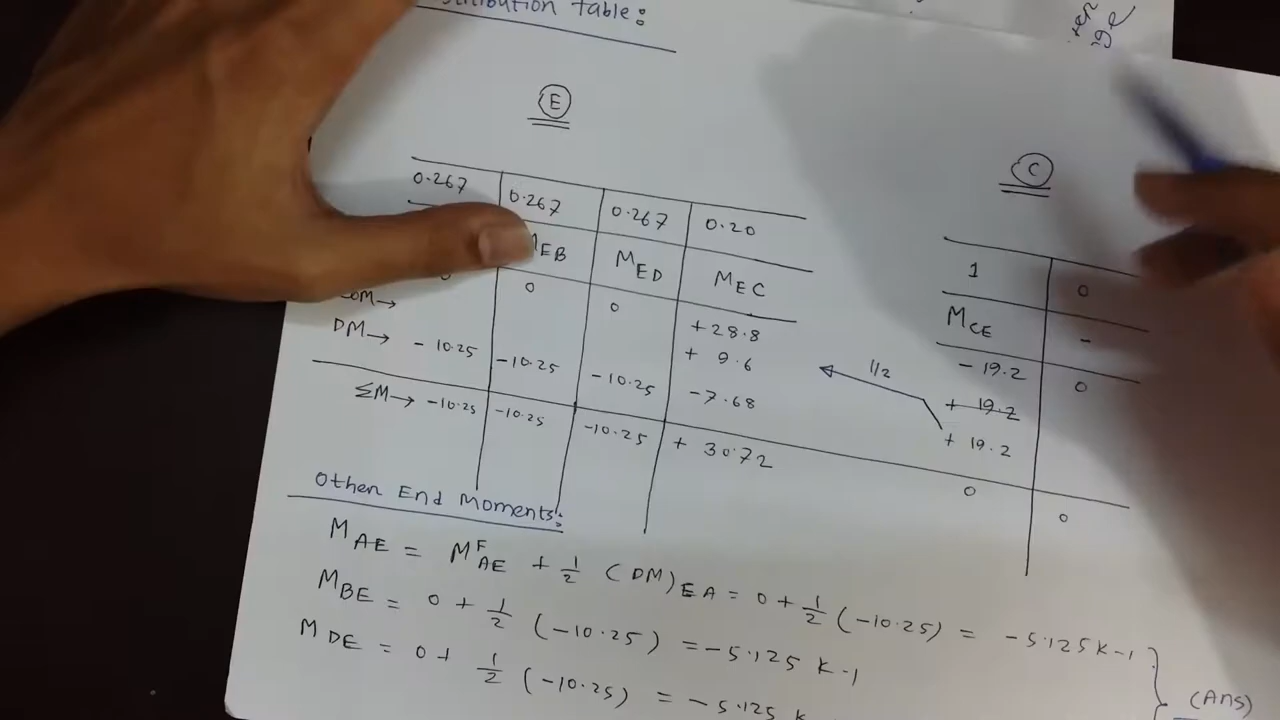 tribution table:
E
C
0.267 0.267 0.267 0.20
1 0
MEB MED MEC
MCE -
0 0 +28.8
-19.2 0
COM→ + 9.6
+ 19.2
DM→ -10.25 -10.25 -10.25 -7.68
1/2
+ 19.2
ΣM→ -10.25 -10.25 -10.25 + 30.72
0 0
Other End Moments:
MAE = M^F AE + 1/2 (DM)EA = 0 + 1/2 (-10.25) = -5.125 k-1
MBE = 0 + 1/2 (-10.25) = -5.125 k-1
MDE = 0 + 1/2 (-10.25) = -5.125 k
(Ans)